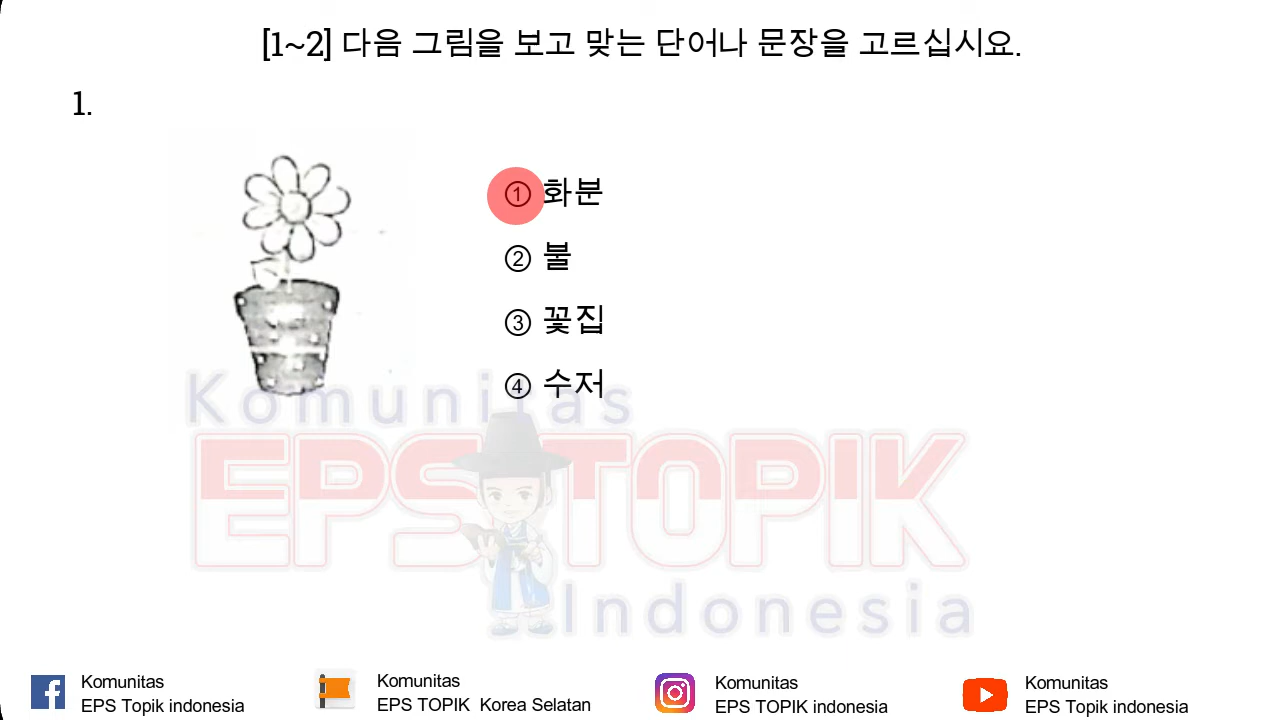 [1~2] 다음 그림을 보고 맞는 단어나 문장을 고르십시요.
1.
① 화분
② 불
③ 꽃집
④ 수저
Komunitas
EPS TOPIK
Indonesia
Komunitas
EPS Topik indonesia
Komunitas
EPS TOPIK Korea Selatan
Komunitas
EPS TOPIK indonesia
Komunitas
EPS Topik indonesia